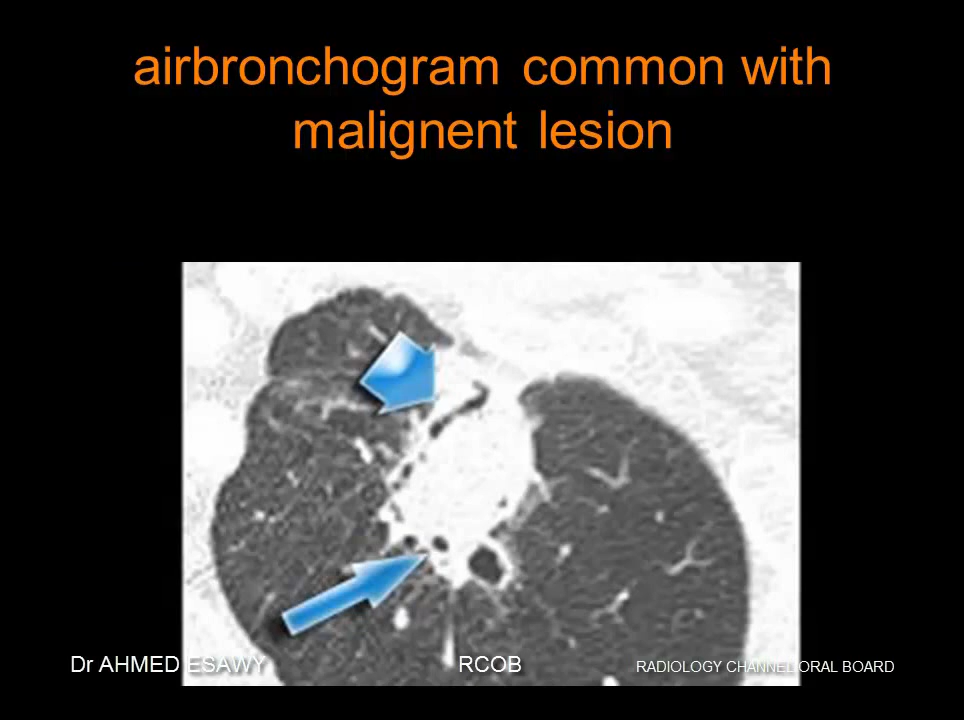 airbronchogram common with
malignent lesion
Dr AHMED ESAWY RCOB RADIOLOGY CHANNEL ORAL BOARD